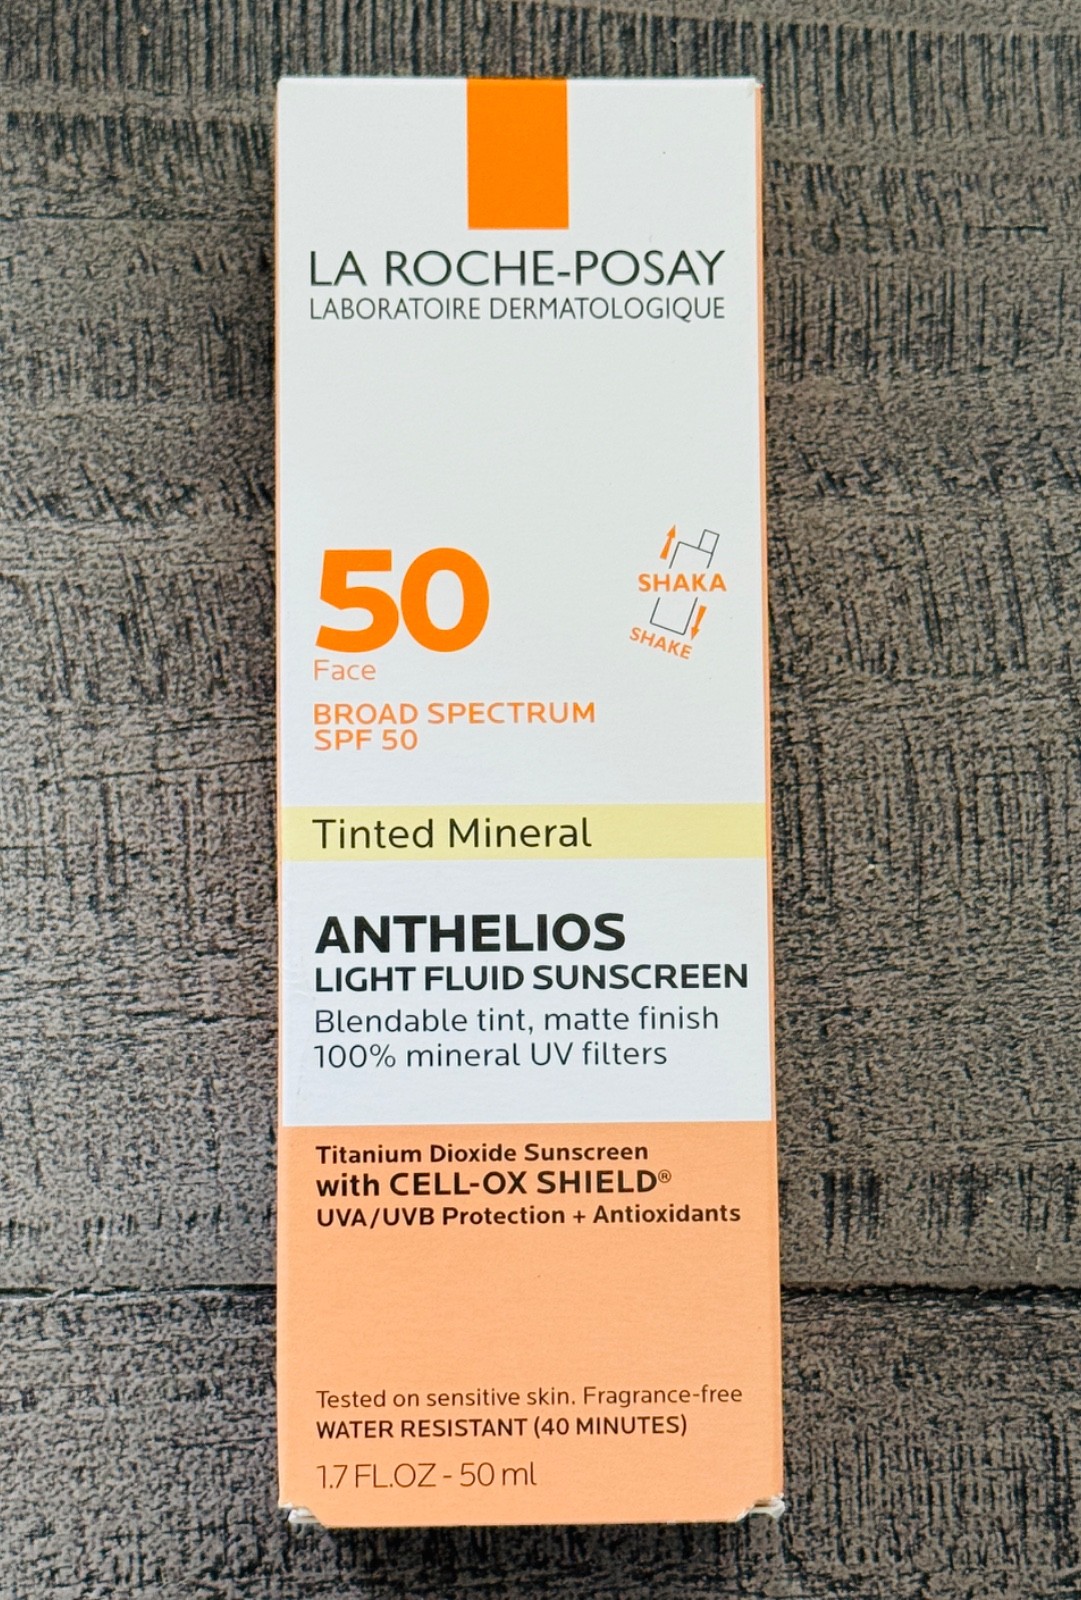 LA ROCHE-POSAY
LABORATOIRE DERMATOLOGIQUE
50
Face
SHAKA
SHAKE
BROAD SPECTRUM
SPF 50
Tinted Mineral
ANTHELIOS
LIGHT FLUID SUNSCREEN
Blendable tint, matte finish
100% mineral UV filters
Titanium Dioxide Sunscreen
with CELL-OX SHIELD®
UVA/UVB Protection + Antioxidants
Tested on sensitive skin. Fragrance-free
WATER RESISTANT (40 MINUTES)
1.7 FL.OZ - 50 ml